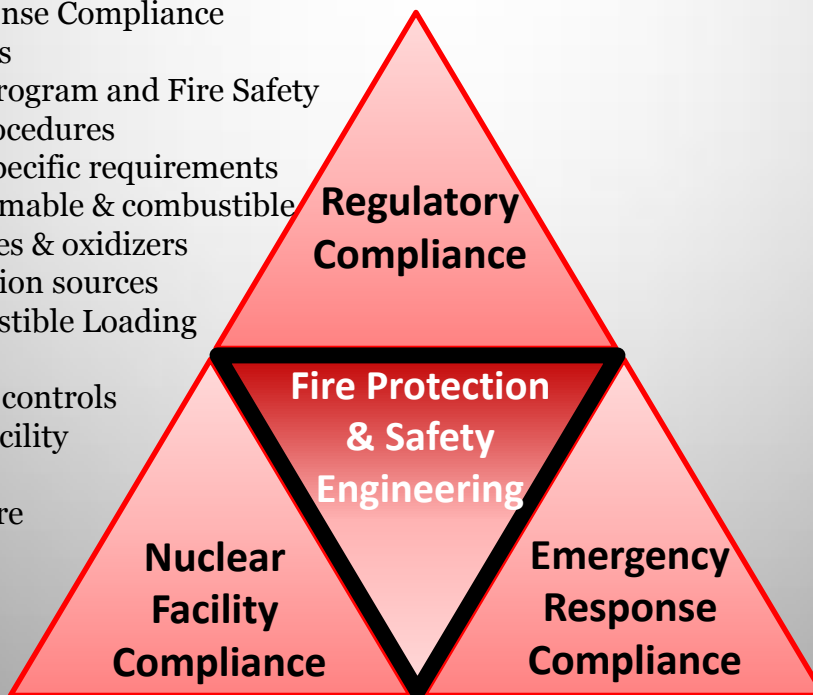 nse Compliance
s
rogram and Fire Safety
ocedures
pecific requirements
mable & combustible
es & oxidizers
ion sources
stible Loading
controls
cility
re
Regulatory
Compliance
Fire Protection
& Safety
Engineering
Nuclear
Facility
Compliance
Emergency
Response
Compliance